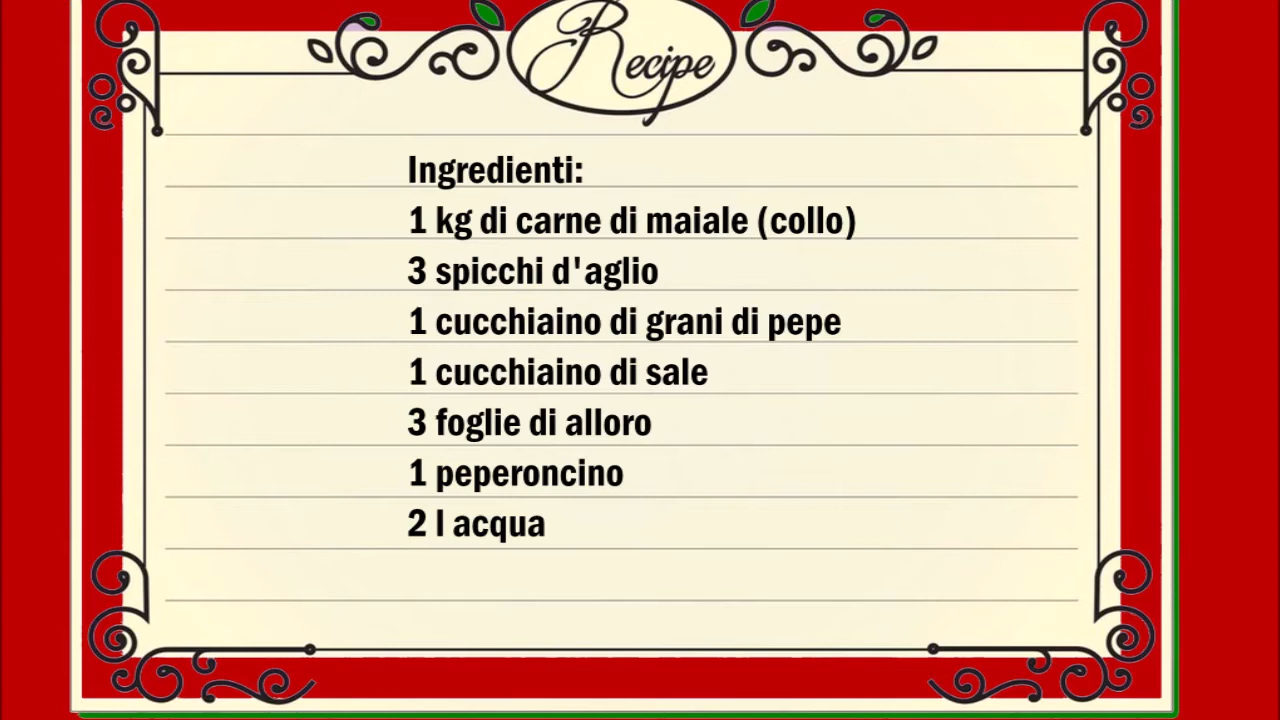 Recipe
Ingredienti:
1 kg di carne di maiale (collo)
3 spicchi d'aglio
1 cucchiaino di grani di pepe
1 cucchiaino di sale
3 foglie di alloro
1 peperoncino
2 l acqua